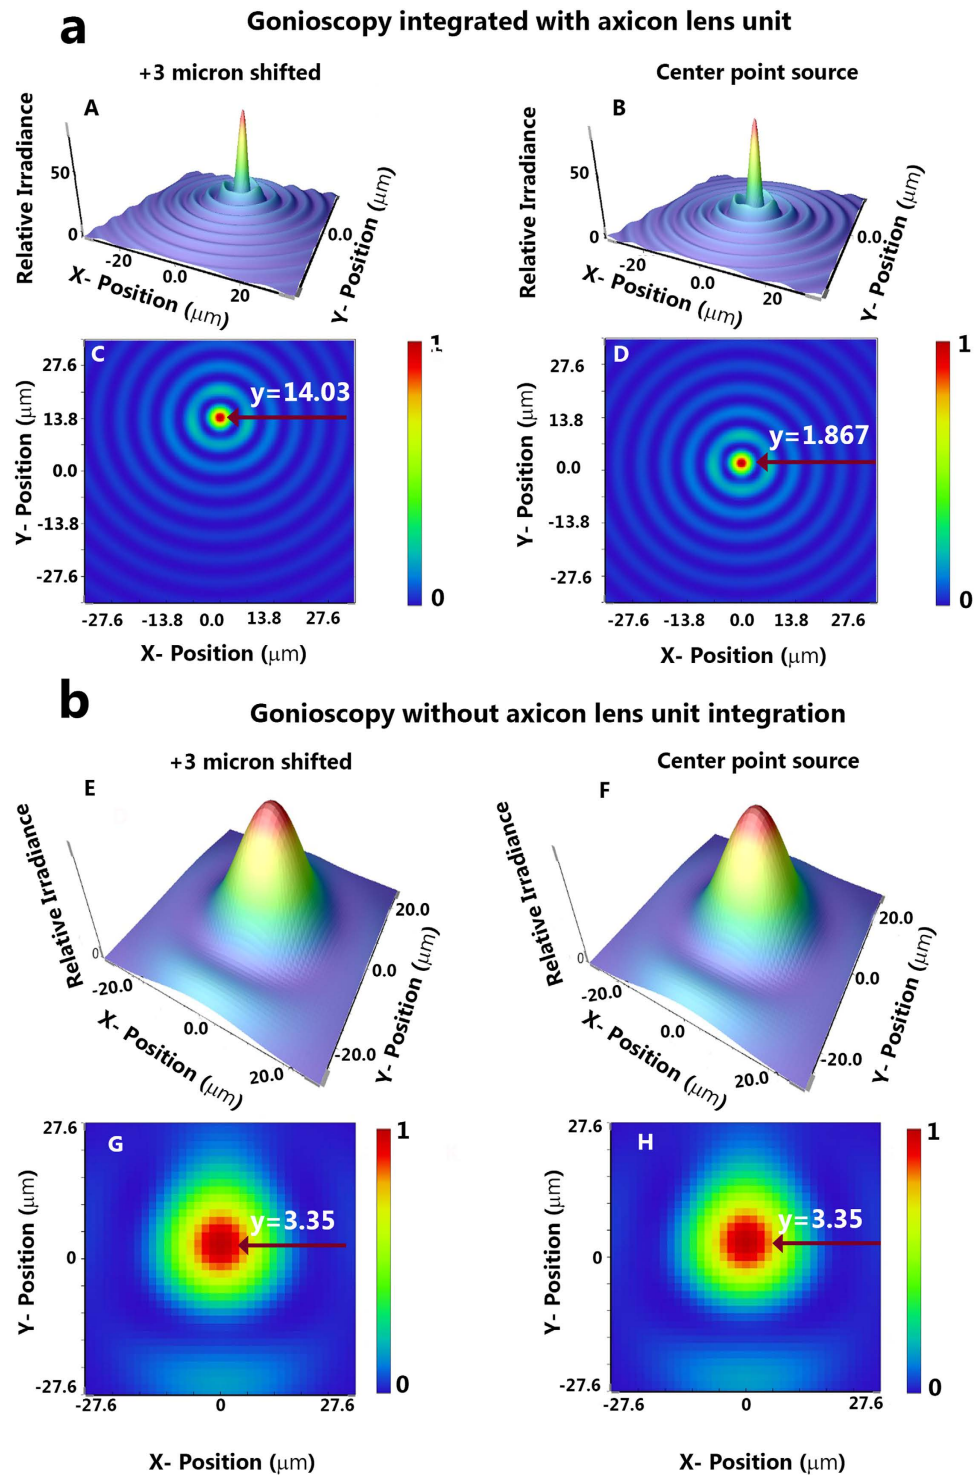 a
Gonioscopy integrated with axicon lens unit
+3 micron shifted
Center point source
A
Relative Irradiance
50
0
-20
0.0
20
X- Position (μm)
0.0
Y- Position (μm)
B
Relative Irradiance
50
0
-20
0.0
20
X- Position (μm)
0.0
Y- Position (μm)
C
y=14.03
27.6
13.8
0.0
-13.8
-27.6
Y- Position (μm)
-27.6 -13.8 0.0 13.8 27.6
X- Position (μm)
1
0
D
y=1.867
27.6
13.8
0.0
-13.8
-27.6
Y- Position (μm)
-27.6 -13.8 0.0 13.8 27.6
X- Position (μm)
1
0
b
Gonioscopy without axicon lens unit integration
+3 micron shifted
Center point source
E
Relative Irradiance
0
-20.0
0.0
20.0
X- Position (μm)
20.0
0.0
-20.0
Y- Position (μm)
F
Relative Irradiance
0
-20.0
0.0
20.0
X- Position (μm)
20.0
0.0
-20.0
Y- Position (μm)
G
y=3.35
27.6
0
-27.6
Y- Position (μm)
-27.6 0 27.6
X- Position (μm)
1
0
H
y=3.35
27.6
0
-27.6
Y- Position (μm)
-27.6 0 27.6
X- Position (μm)
1
0